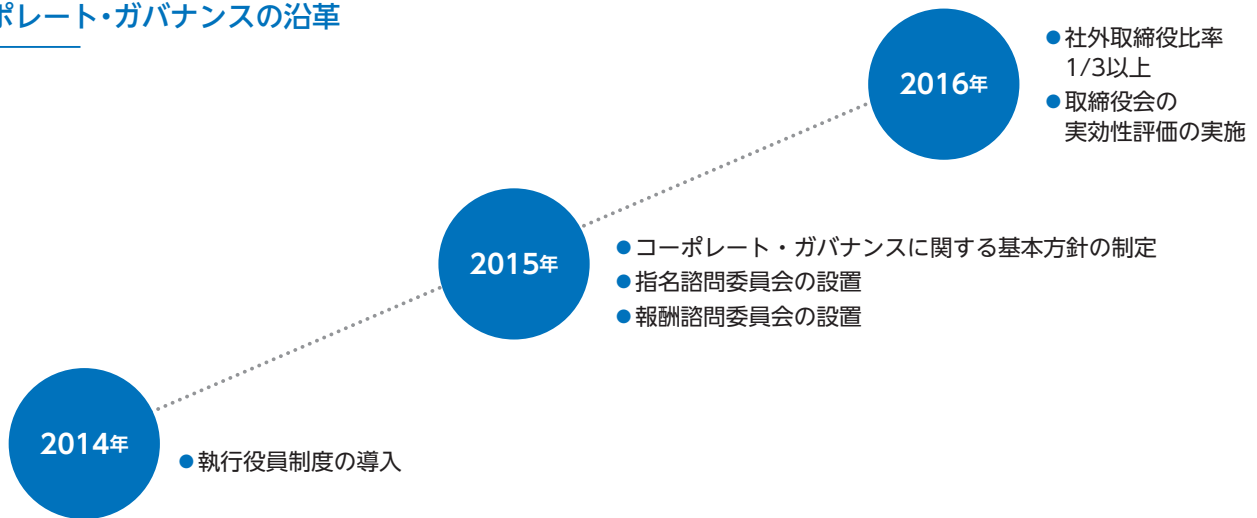 ポレート・ガバナンスの沿革
2016年
●社外取締役比率
1/3以上
●取締役会の
実効性評価の実施
2015年
●コーポレート・ガバナンスに関する基本方針の制定
●指名諮問委員会の設置
●報酬諮問委員会の設置
2014年
●執行役員制度の導入